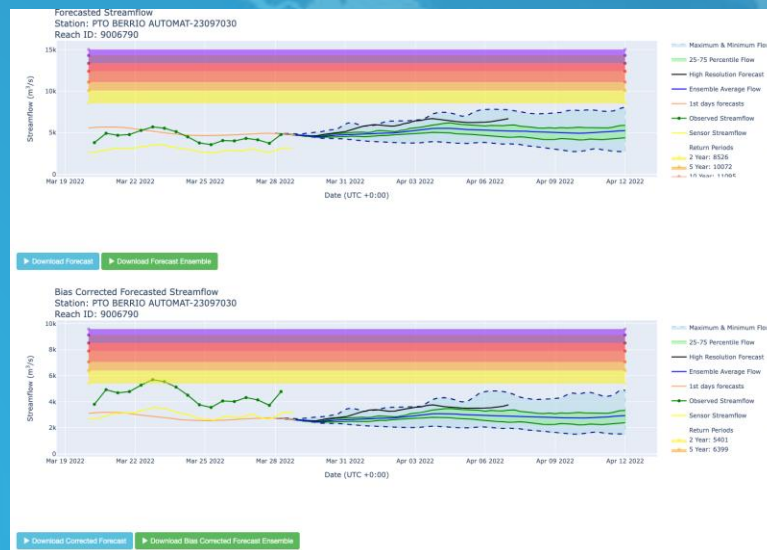 Forecasted Streamflow
Station: PTO BERRIO AUTOMAT-23097030
Reach ID: 9006790
15k
10k
5k
0
Streamflow (m³/s)
Mar 19 2022
Mar 22 2022
Mar 25 2022
Mar 28 2022
Mar 31 2022
Apr 03 2022
Apr 06 2022
Apr 09 2022
Apr 12 2022
Date (UTC +0:00)
Maximum & Minimum Flo
25-75 Percentile Flow
High Resolution Forecast
Ensemble Average Flow
1st days forecasts
Observed Streamflow
Sensor Streamflow
Return Periods
2 Year: 8526
5 Year: 10072
10 Year: 11095
Download Forecast
Download Forecast Ensemble
Bias Corrected Forecasted Streamflow
Station: PTO BERRIO AUTOMAT-23097030
Reach ID: 9006790
10k
8k
6k
4k
2k
0
Streamflow (m³/s)
Mar 19 2022
Mar 22 2022
Mar 25 2022
Mar 28 2022
Mar 31 2022
Apr 03 2022
Apr 06 2022
Apr 09 2022
Apr 12 2022
Date (UTC +0:00)
Maximum & Minimum Flo
25-75 Percentile Flow
High Resolution Forecast
Ensemble Average Flow
1st days forecasts
Observed Streamflow
Sensor Streamflow
Return Periods
2 Year: 5401
5 Year: 6399
Download Corrected Forecast
Download Bias Corrected Forecast Ensemble